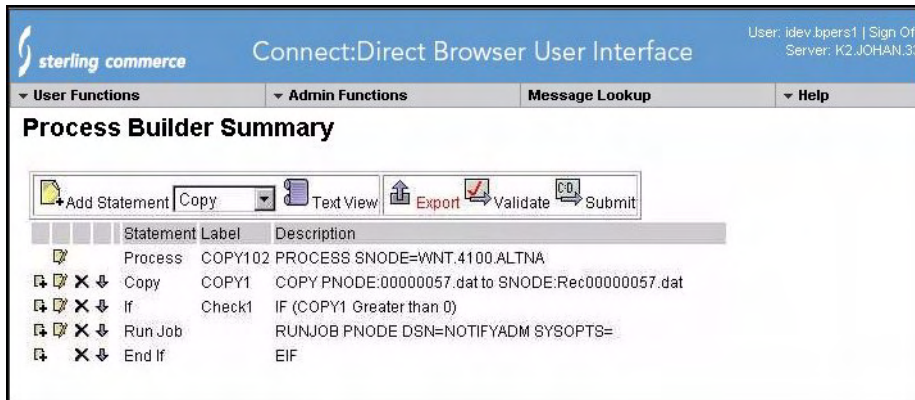 sterling commerce
Connect:Direct Browser User Interface
User: idev.bpers1 | Sign Of
Server: K2.JOHAN.33
User Functions Admin Functions Message Lookup Help
Process Builder Summary
Add Statement Copy Text View Export Validate C:D Submit
Statement Label Description
Process COPY102 PROCESS SNODE=WNT.4100.ALTNA
Copy COPY1 COPY PNODE:00000057.dat to SNODE:Rec00000057.dat
If Check1 IF (COPY1 Greater than 0)
Run Job RUNJOB PNODE DSN=NOTIFYADM SYSOPTS=
End If EIF